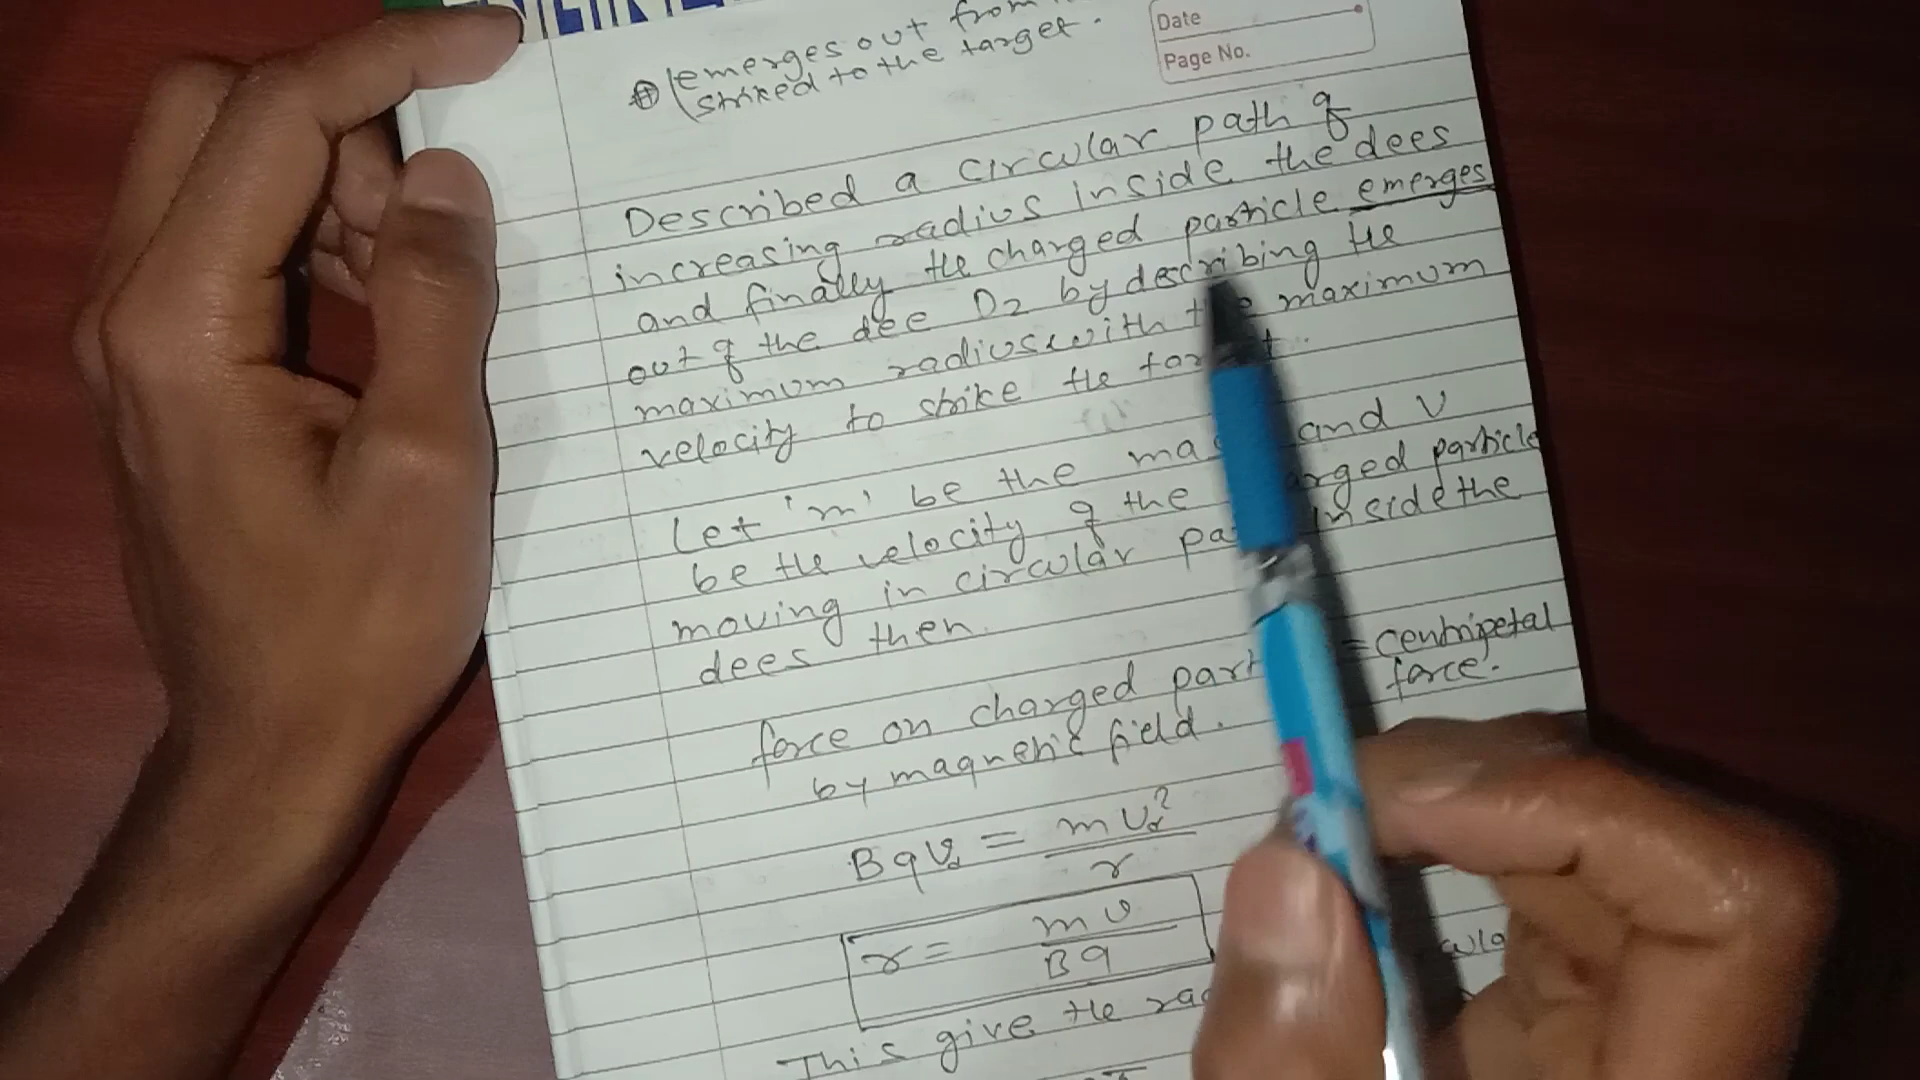 emerges out from
striked to the target.
Date
Page No.
Described a circular path of
increasing radius inside the dees
and finally the charged particle emerges
out of the dee D2 by describing the
maximum radius with the maximum
velocity to strike the
Let 'm' be the and v
be the velocity of the particle
moving in circular inside the
dees then.
force on charged = centripetal
force.
by magnetic field.
Bqv = mv²/r
r = mv/Bq
This give the